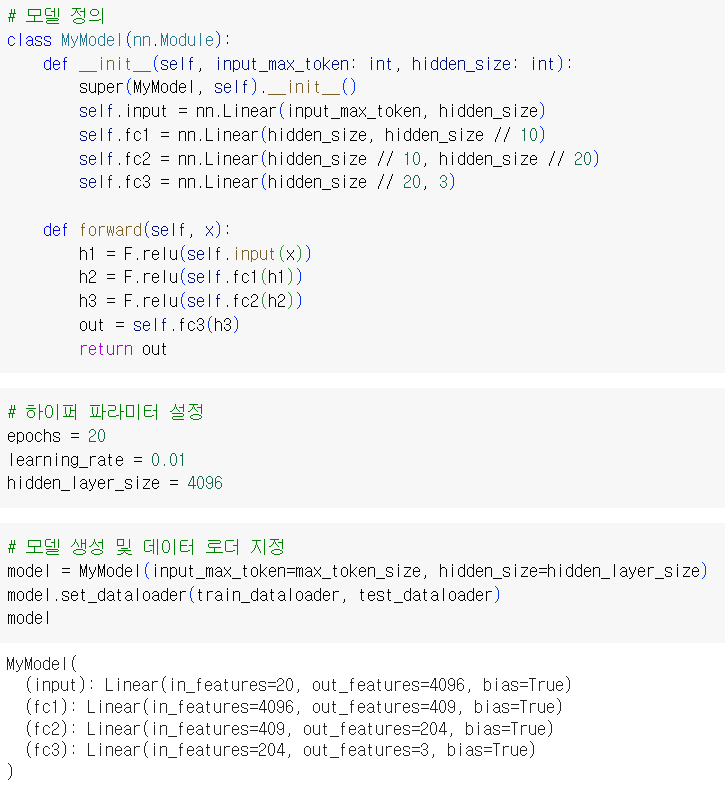 # 모델 정의
class MyModel(nn.Module):
    def __init__(self, input_max_token: int, hidden_size: int):
        super(MyModel, self).__init__()
        self.input = nn.Linear(input_max_token, hidden_size)
        self.fc1 = nn.Linear(hidden_size, hidden_size // 10)
        self.fc2 = nn.Linear(hidden_size // 10, hidden_size // 20)
        self.fc3 = nn.Linear(hidden_size // 20, 3)

    def forward(self, x):
        h1 = F.relu(self.input(x))
        h2 = F.relu(self.fc1(h1))
        h3 = F.relu(self.fc2(h2))
        out = self.fc3(h3)
        return out

# 하이퍼 파라미터 설정
epochs = 20
learning_rate = 0.01
hidden_layer_size = 4096

# 모델 생성 및 데이터 로더 지정
model = MyModel(input_max_token=max_token_size, hidden_size=hidden_layer_size)
model.set_dataloader(train_dataloader, test_dataloader)
model

MyModel(
  (input): Linear(in_features=20, out_features=4096, bias=True)
  (fc1): Linear(in_features=4096, out_features=409, bias=True)
  (fc2): Linear(in_features=409, out_features=204, bias=True)
  (fc3): Linear(in_features=204, out_features=3, bias=True)
)